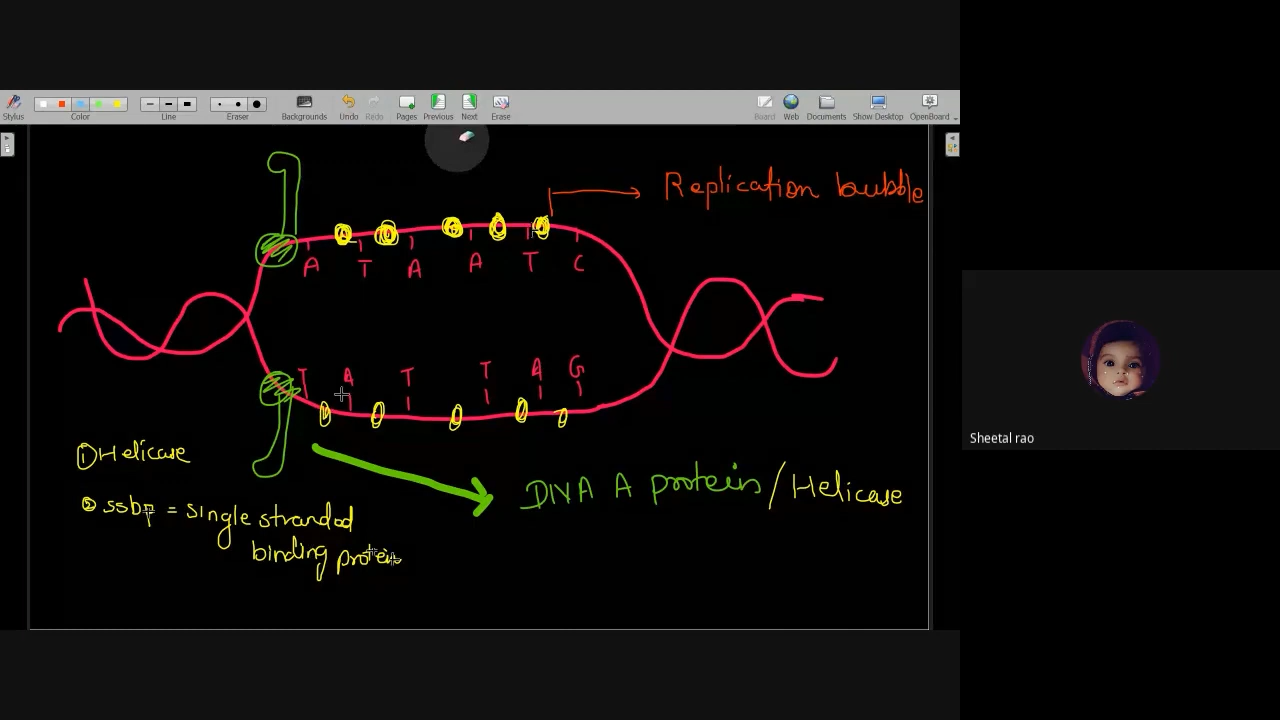 Stylus Color Line Eraser Backgrounds Undo Redo Pages Previous Next Erase Board Web Documents Show Desktop OpenBoard
Replication bubble
A T A A T C
T A T T A G
① Helicase
DNA A protein / Helicase
② ssbp = single stranded
binding protein
Sheetal rao